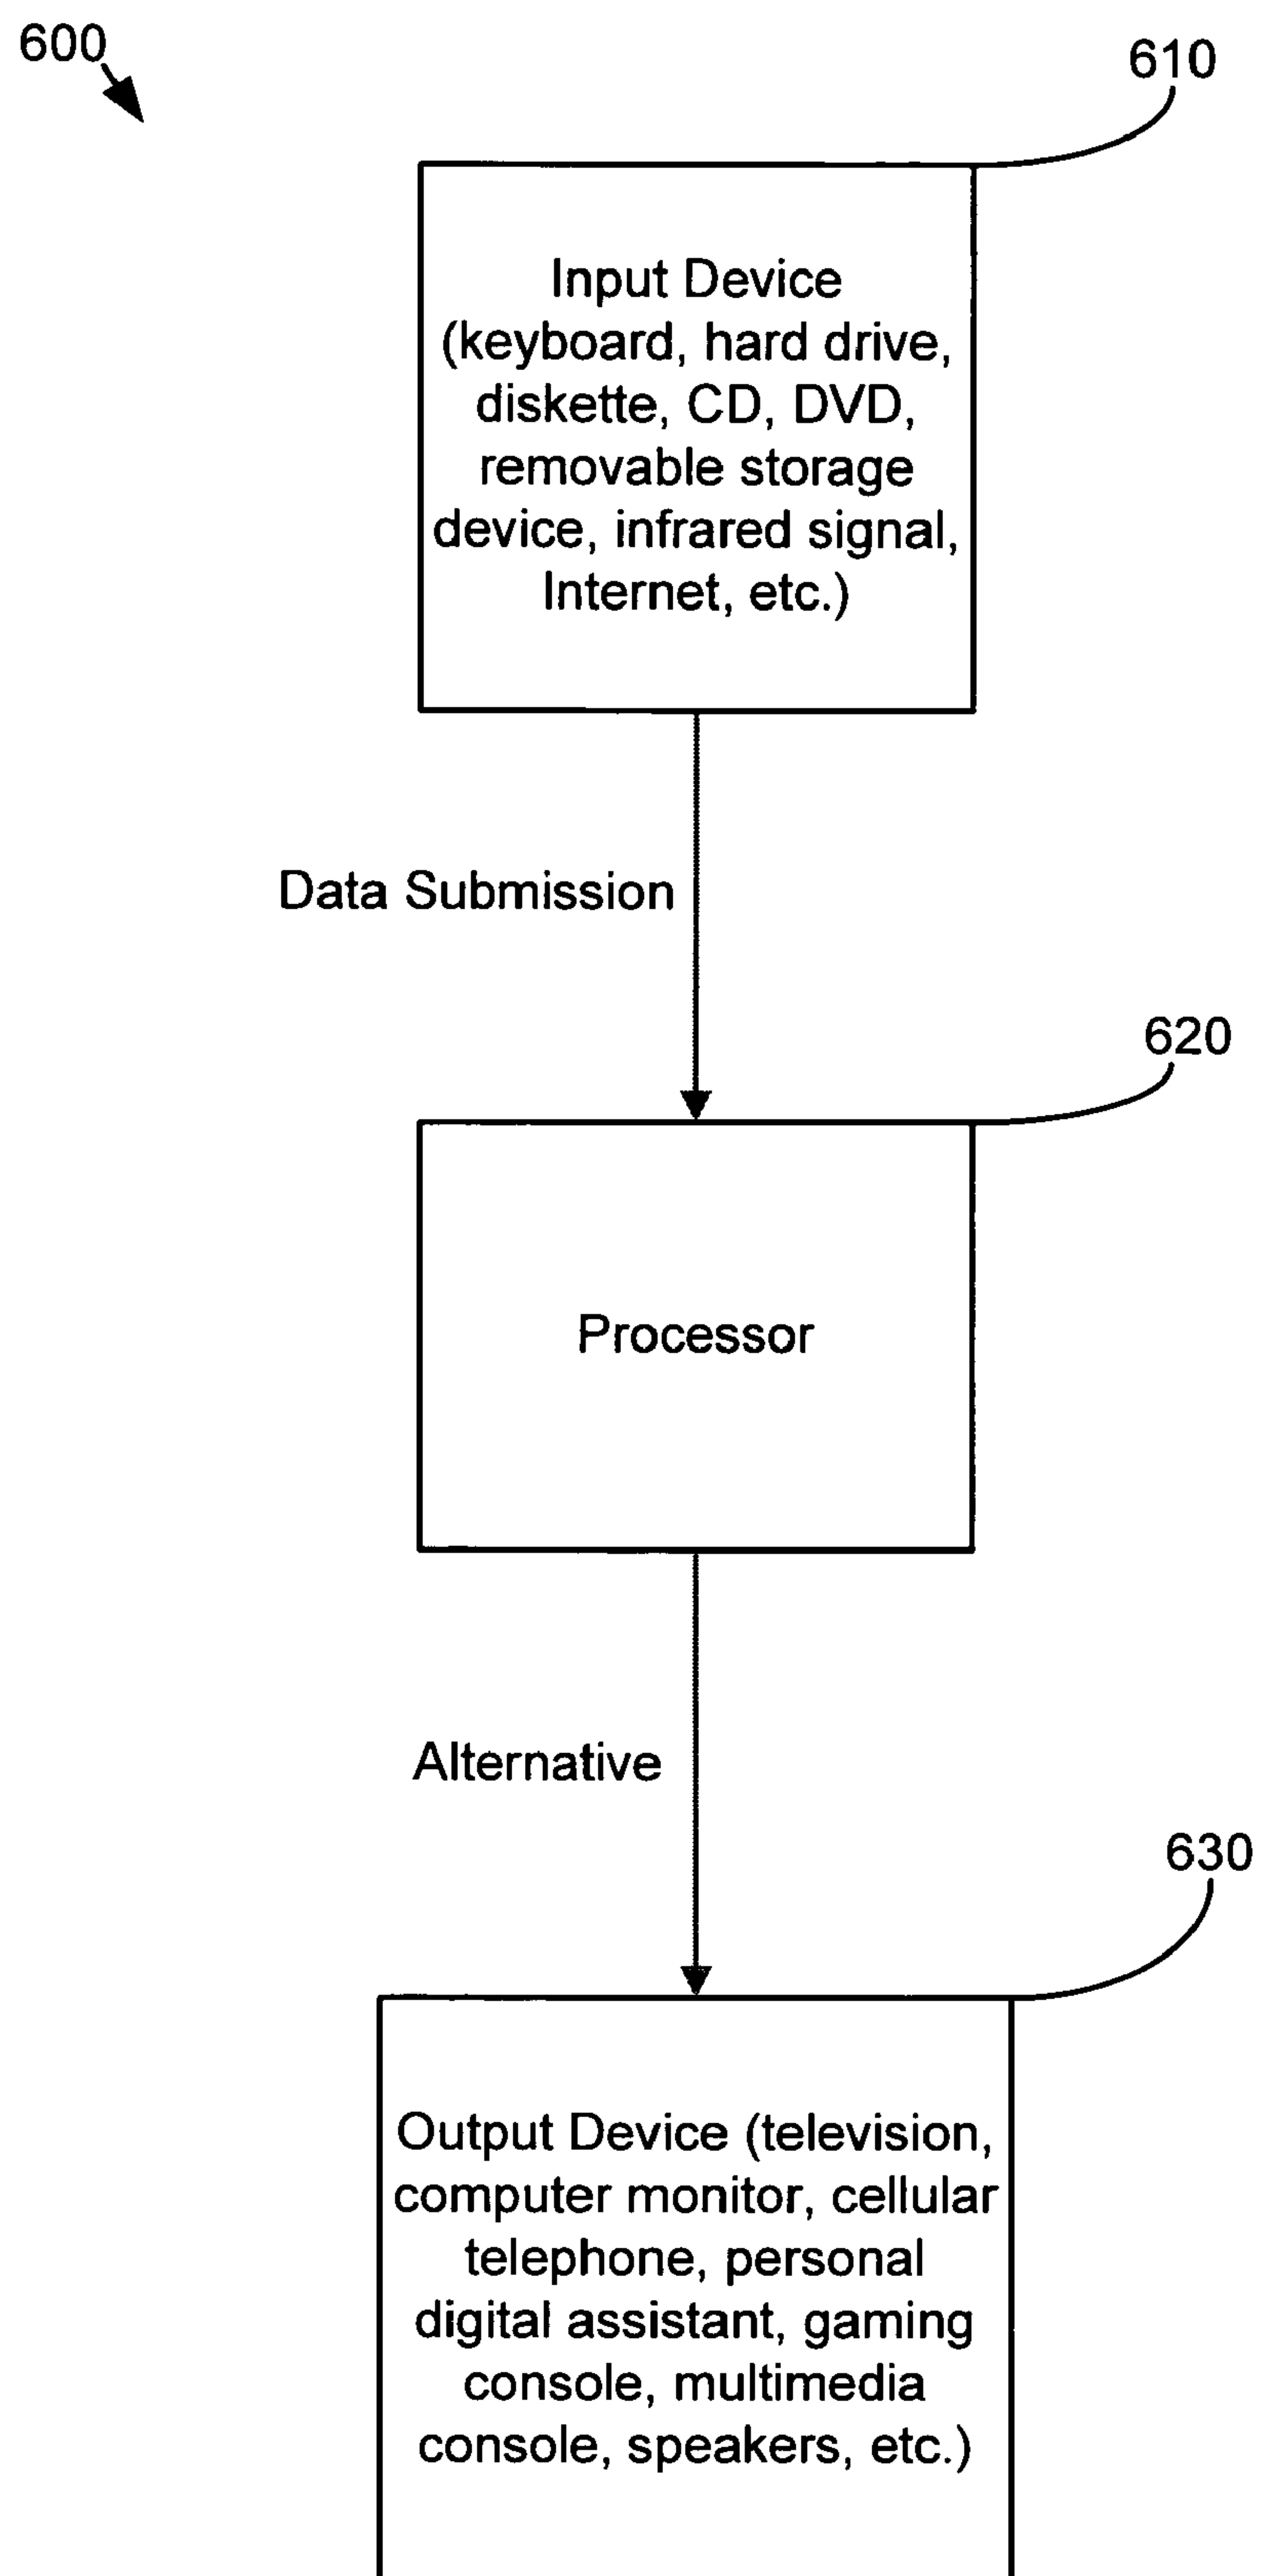 600
610
Input Device
(keyboard, hard drive,
diskette, CD, DVD,
removable storage
device, infrared signal,
Internet, etc.)
Data Submission
620
Processor
Alternative
630
Output Device (television,
computer monitor, cellular
telephone, personal
digital assistant, gaming
console, multimedia
console, speakers, etc.)